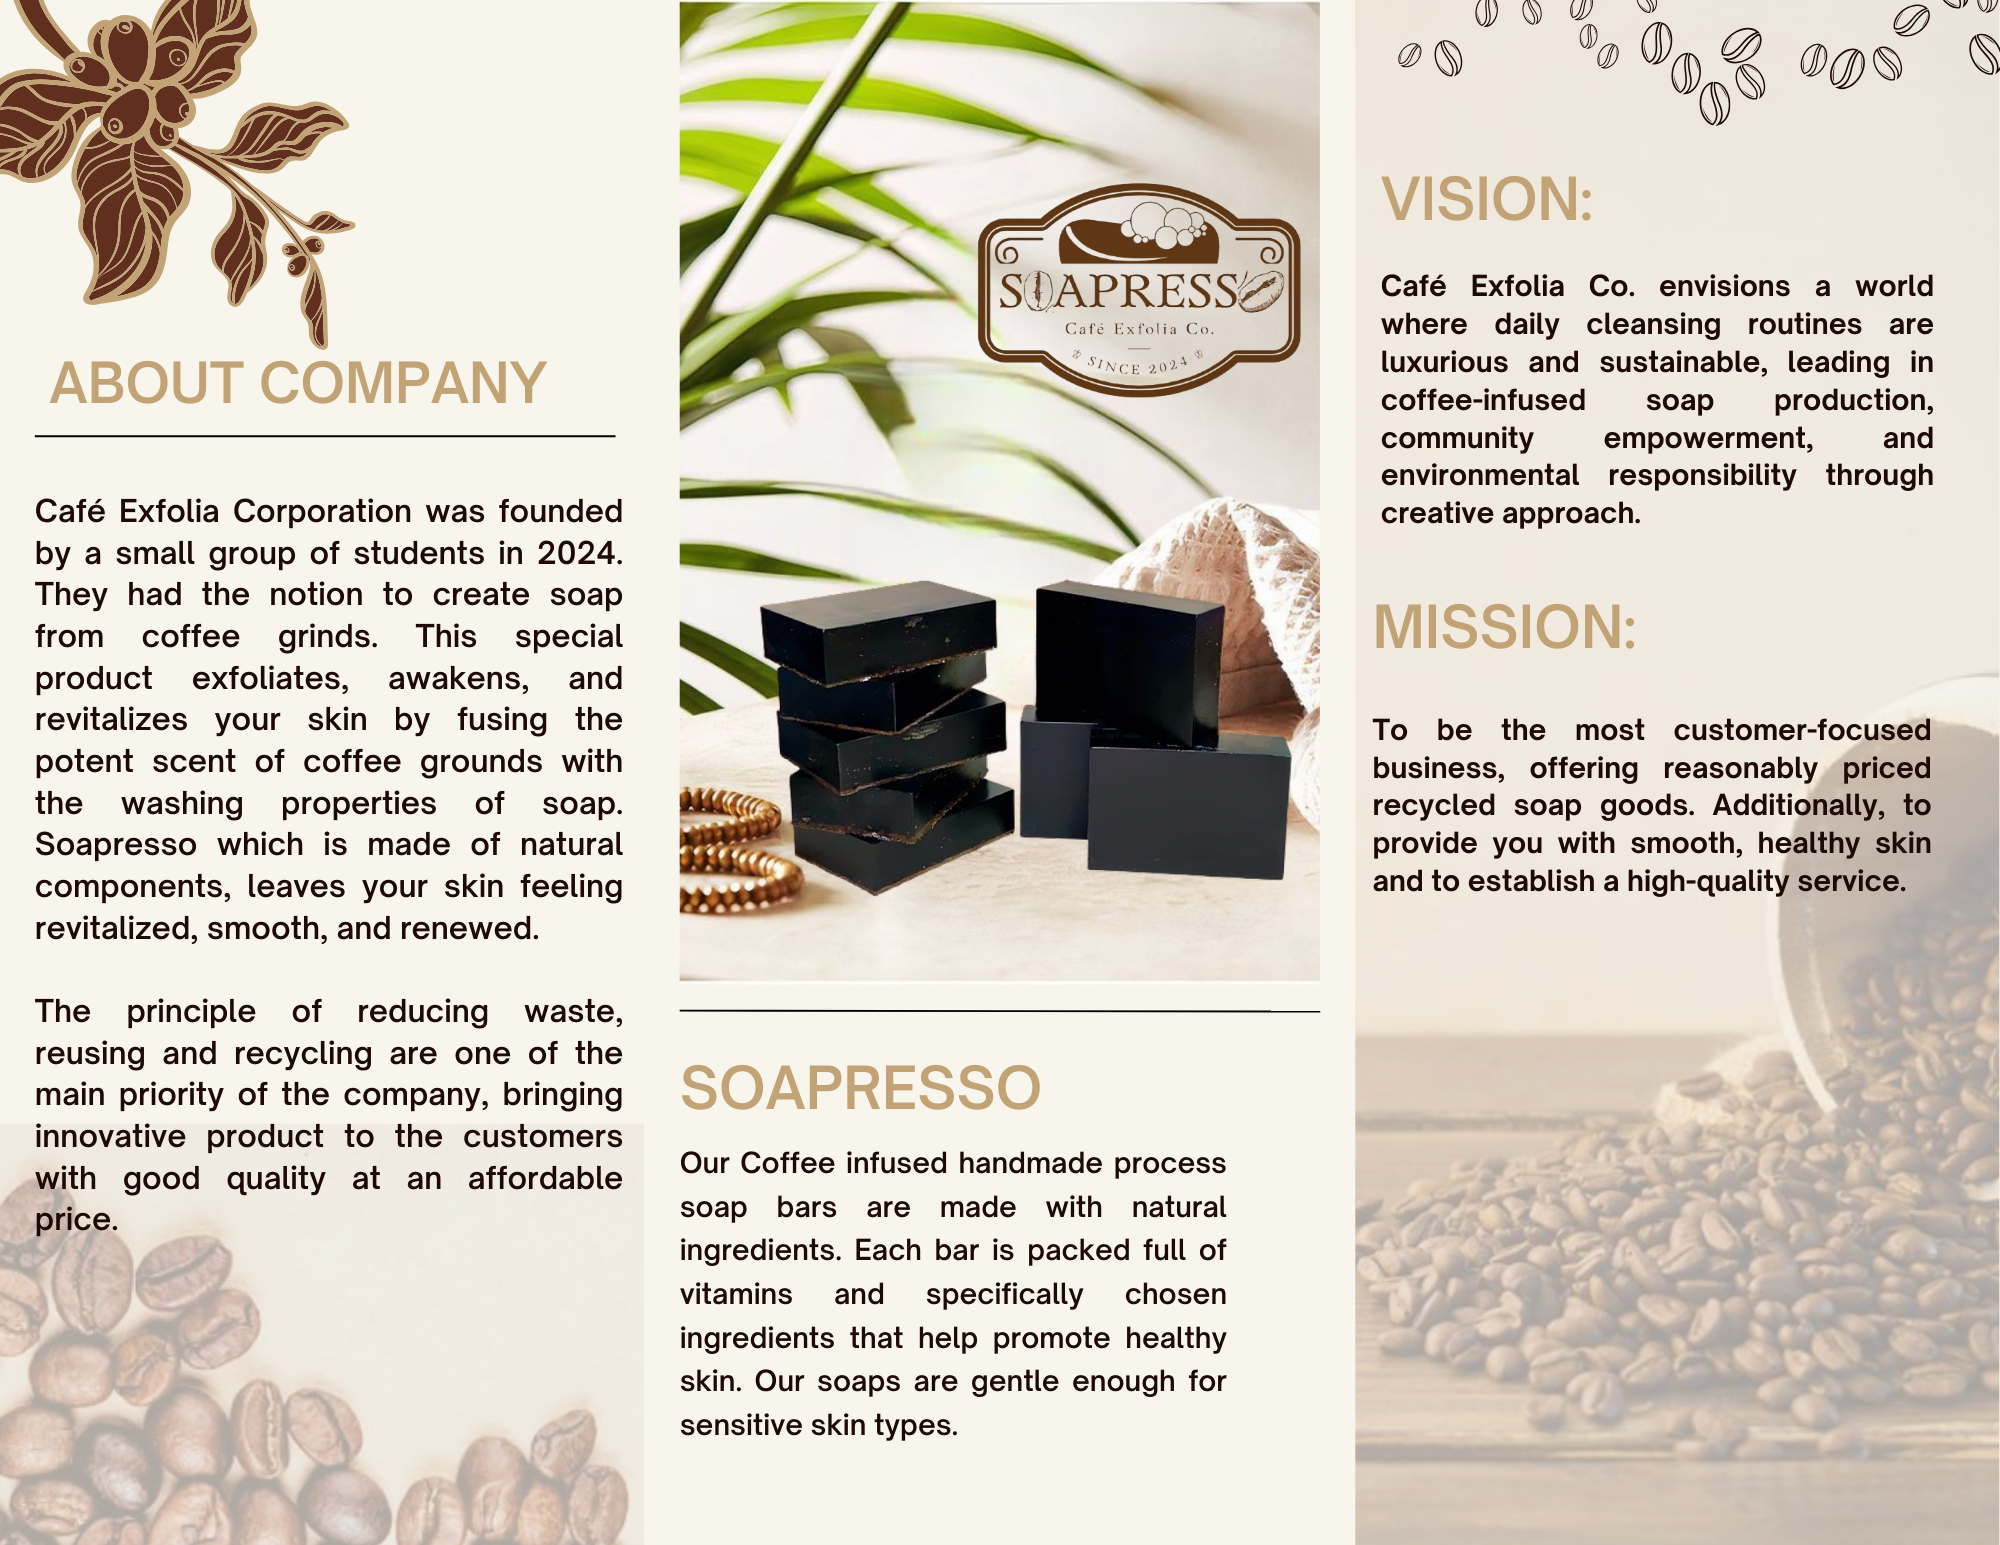 ABOUT COMPANY
Café Exfolia Corporation was founded
by a small group of students in 2024.
They had the notion to create soap
from coffee grinds. This special
product exfoliates, awakens, and
revitalizes your skin by fusing the
potent scent of coffee grounds with
the washing properties of soap.
Soapresso which is made of natural
components, leaves your skin feeling
revitalized, smooth, and renewed.
The principle of reducing waste,
reusing and recycling are one of the
main priority of the company, bringing
innovative product to the customers
with good quality at an affordable
price.
SOAPRESSO
Café Exfolia Co.
SINCE 2024
SOAPRESSO
Our Coffee infused handmade process
soap bars are made with natural
ingredients. Each bar is packed full of
vitamins and specifically chosen
ingredients that help promote healthy
skin. Our soaps are gentle enough for
sensitive skin types.
VISION:
Café Exfolia Co. envisions a world
where daily cleansing routines are
luxurious and sustainable, leading in
coffee-infused soap production,
community empowerment, and
environmental responsibility through
creative approach.
MISSION:
To be the most customer-focused
business, offering reasonably priced
recycled soap goods. Additionally, to
provide you with smooth, healthy skin
and to establish a high-quality service.